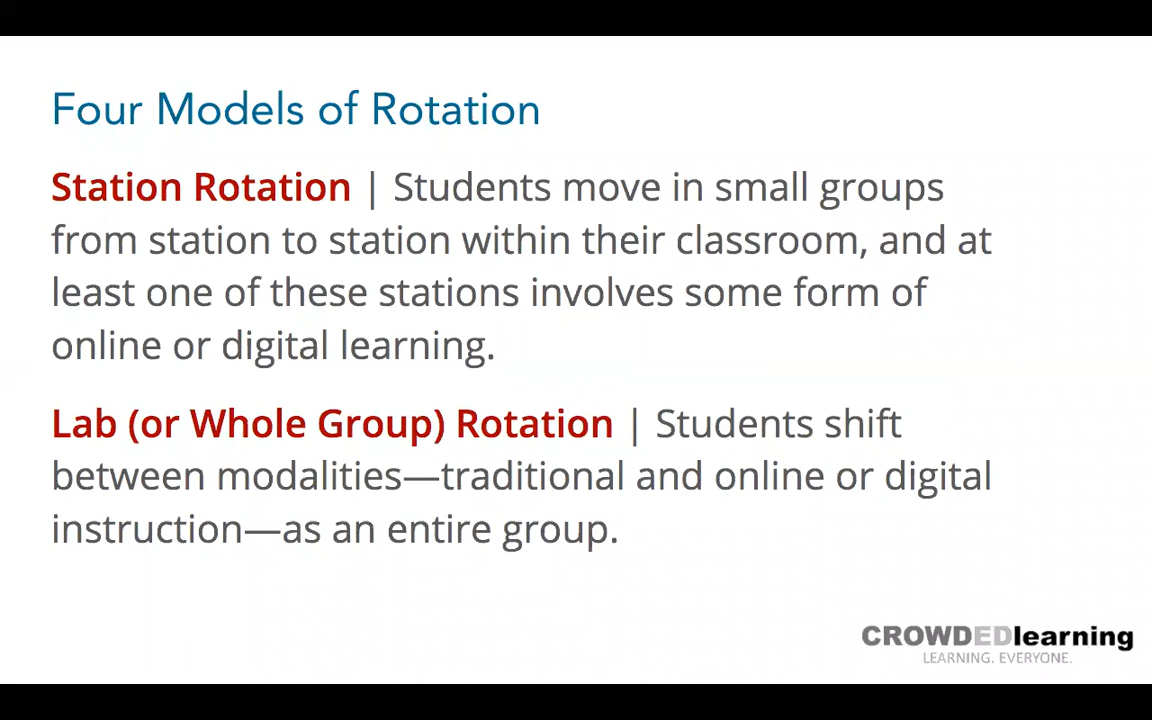 Four Models of Rotation
Station Rotation | Students move in small groups
from station to station within their classroom, and at
least one of these stations involves some form of
online or digital learning.
Lab (or Whole Group) Rotation | Students shift
between modalities—traditional and online or digital
instruction—as an entire group.
CROWDEDlearning
LEARNING. EVERYONE.